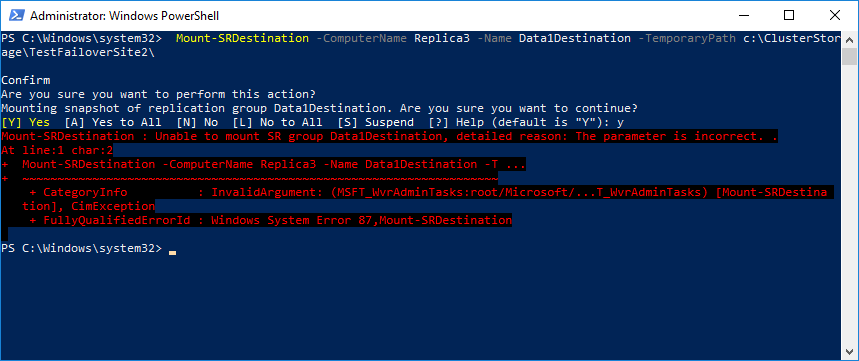 Administrator: Windows PowerShell
PS C:\Windows\system32>  Mount-SRDestination -ComputerName Replica3 -Name Data1Destination -TemporaryPath c:\ClusterStor
age\TestFailoverSite2\
Confirm
Are you sure you want to perform this action?
Mounting snapshot of replication group Data1Destination. Are you sure you want to continue?
[Y] Yes  [A] Yes to All  [N] No  [L] No to All  [S] Suspend  [?] Help (default is "Y"): y
Mount-SRDestination : Unable to mount SR group Data1Destination, detailed reason: The parameter is incorrect. .
At line:1 char:2
+  Mount-SRDestination -ComputerName Replica3 -Name Data1Destination -T ...
+  ~~~~~~~~~~~~~~~~~~~~~~~~~~~~~~~~~~~~~~~~~~~~~~~~~~~~~~~~~~~~~~~~~~~~
    + CategoryInfo          : InvalidArgument: (MSFT_WvrAdminTasks:root/Microsoft/...T_WvrAdminTasks) [Mount-SRDestina
   tion], CimException
    + FullyQualifiedErrorId : Windows System Error 87,Mount-SRDestination
PS C:\Windows\system32>